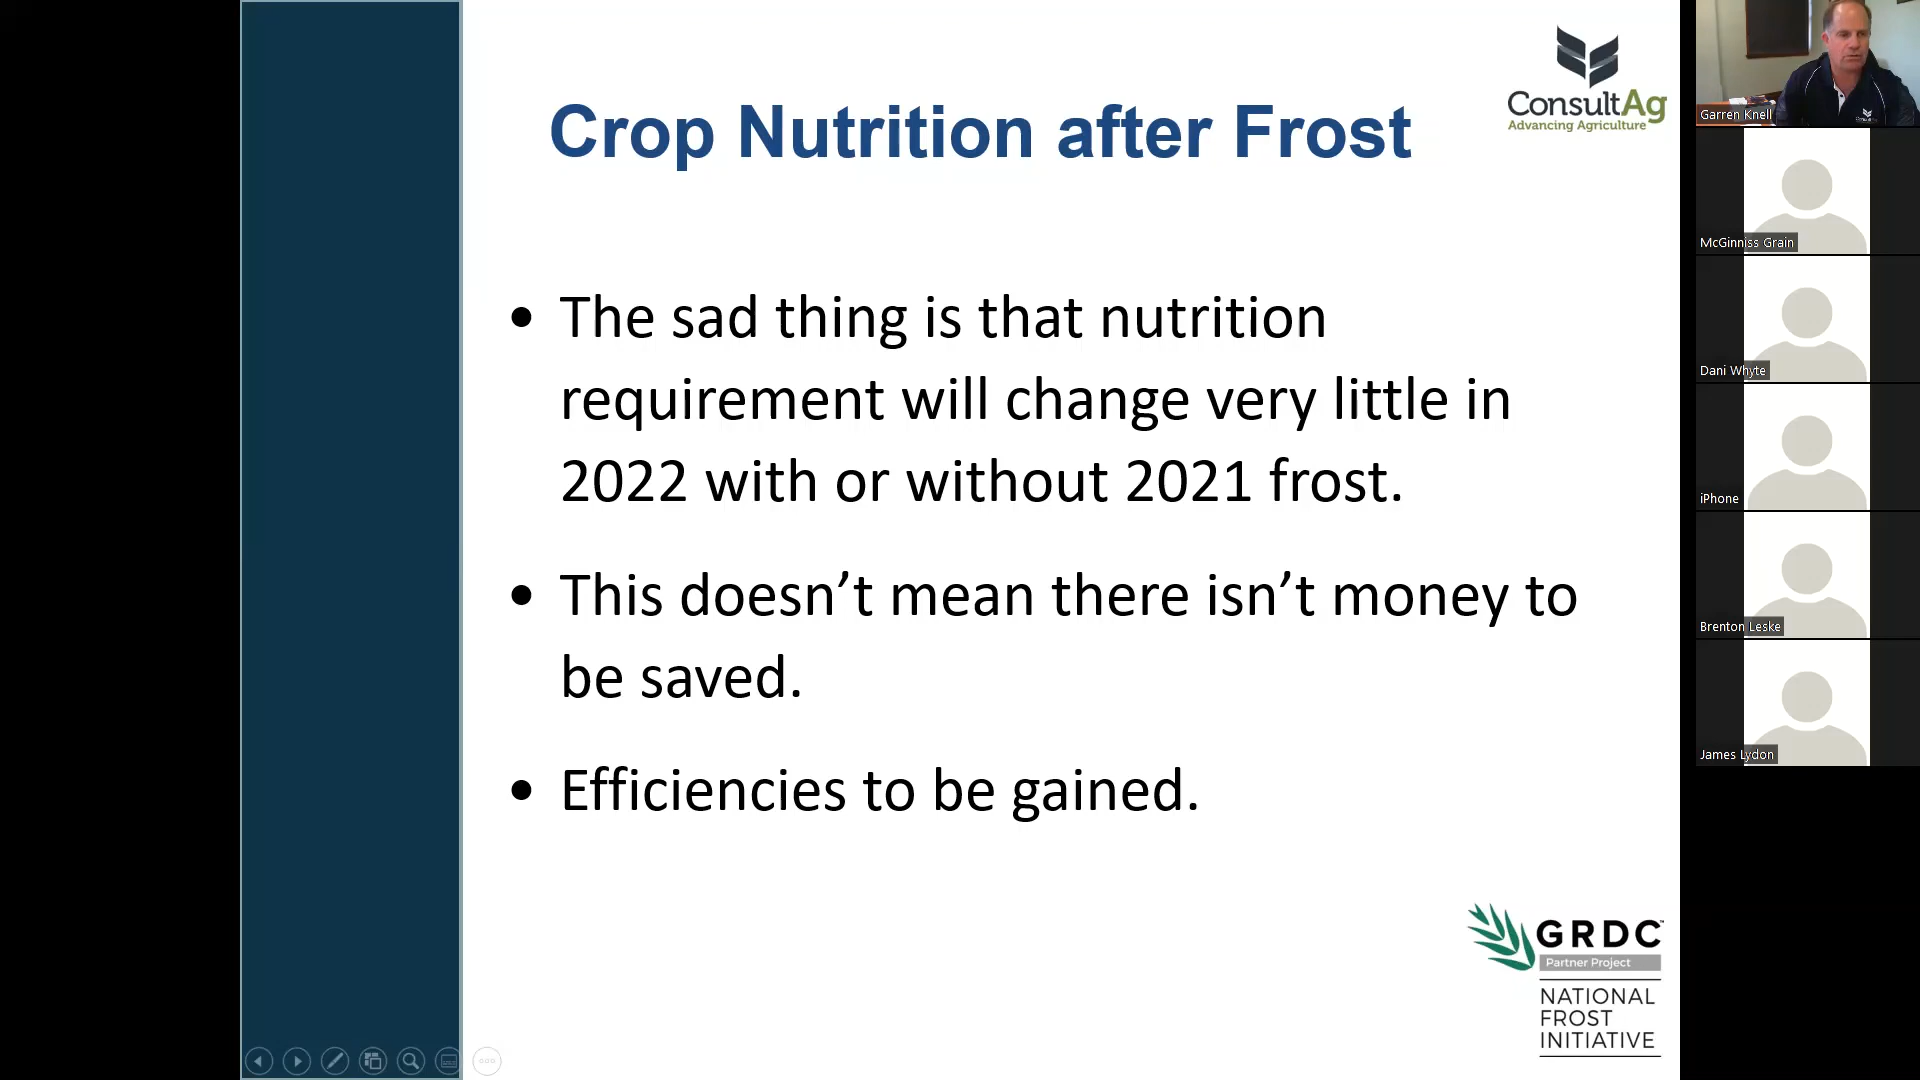 Crop Nutrition after Frost
ConsultAg
Advancing Agriculture
• The sad thing is that nutrition
requirement will change very little in
2022 with or without 2021 frost.
• This doesn’t mean there isn’t money to
be saved.
• Efficiencies to be gained.
GRDC™
Partner Project
NATIONAL
FROST
INITIATIVE
Garren Knell
McGinniss Grain
Dani Whyte
iPhone
Brenton Leske
James Lydon